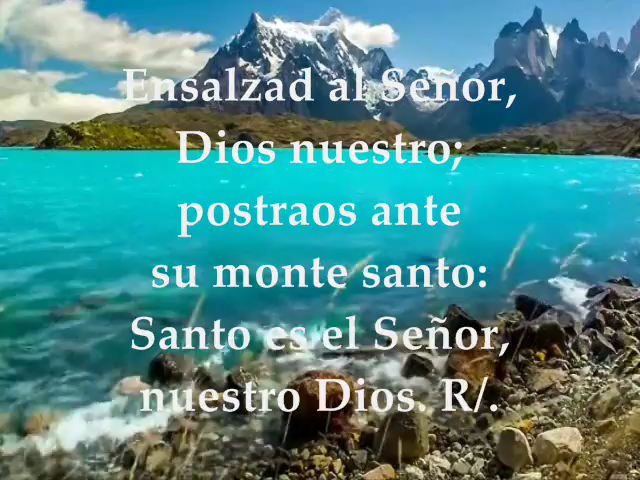 Ensalzad al Señor,
Dios nuestro;
postraos ante
su monte santo:
Santo es el Señor,
nuestro Dios. R/.